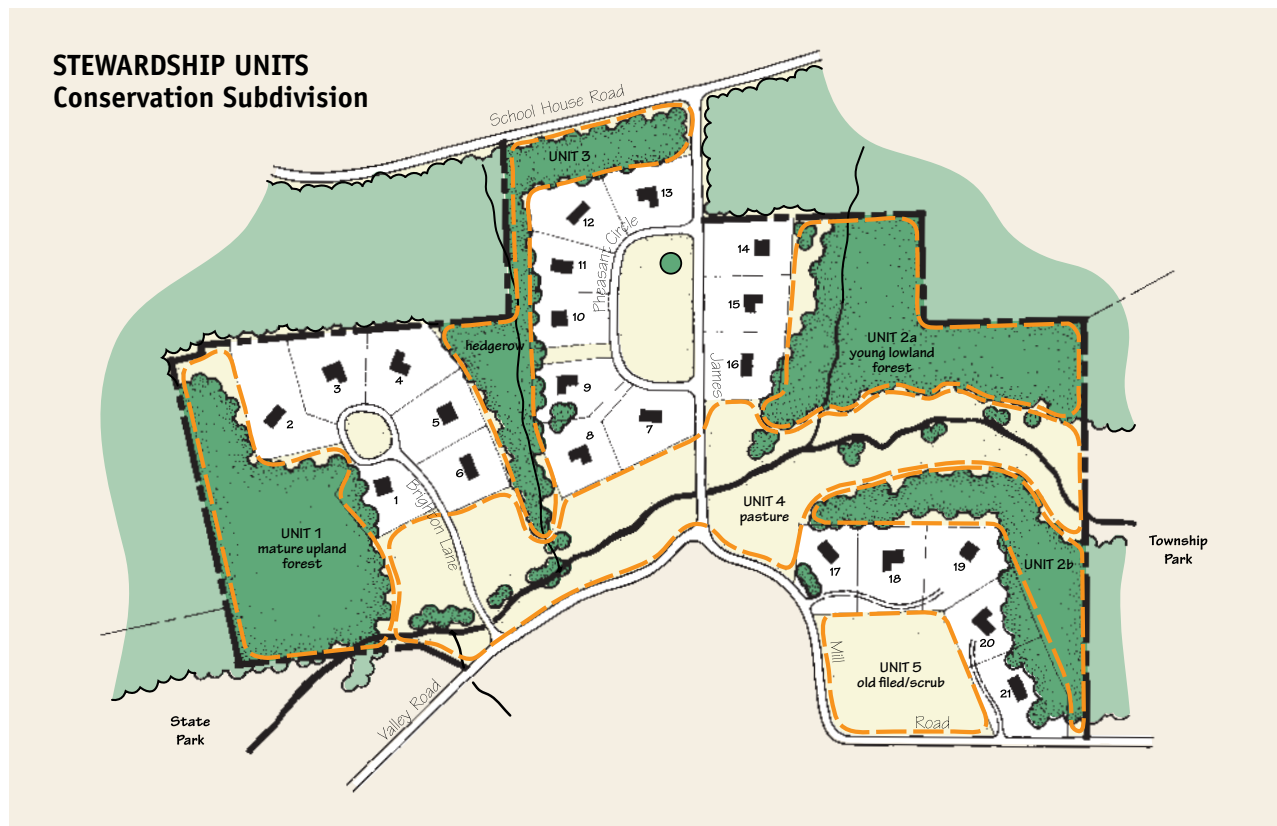 STEWARDSHIP UNITS
Conservation Subdivision
School House Road
UNIT 3
13
12
Pheasant Circle
11
10
hedgerow
9
8
7
14
15
16
James
UNIT 2a
young lowland
forest
3
4
2
5
6
1
Brighton Lane
UNIT 1
mature upland
forest
UNIT 4
pasture
Township
Park
17
18
19
UNIT 2b
20
21
UNIT 5
old filed/scrub
Mill
Road
State
Park
Valley Road